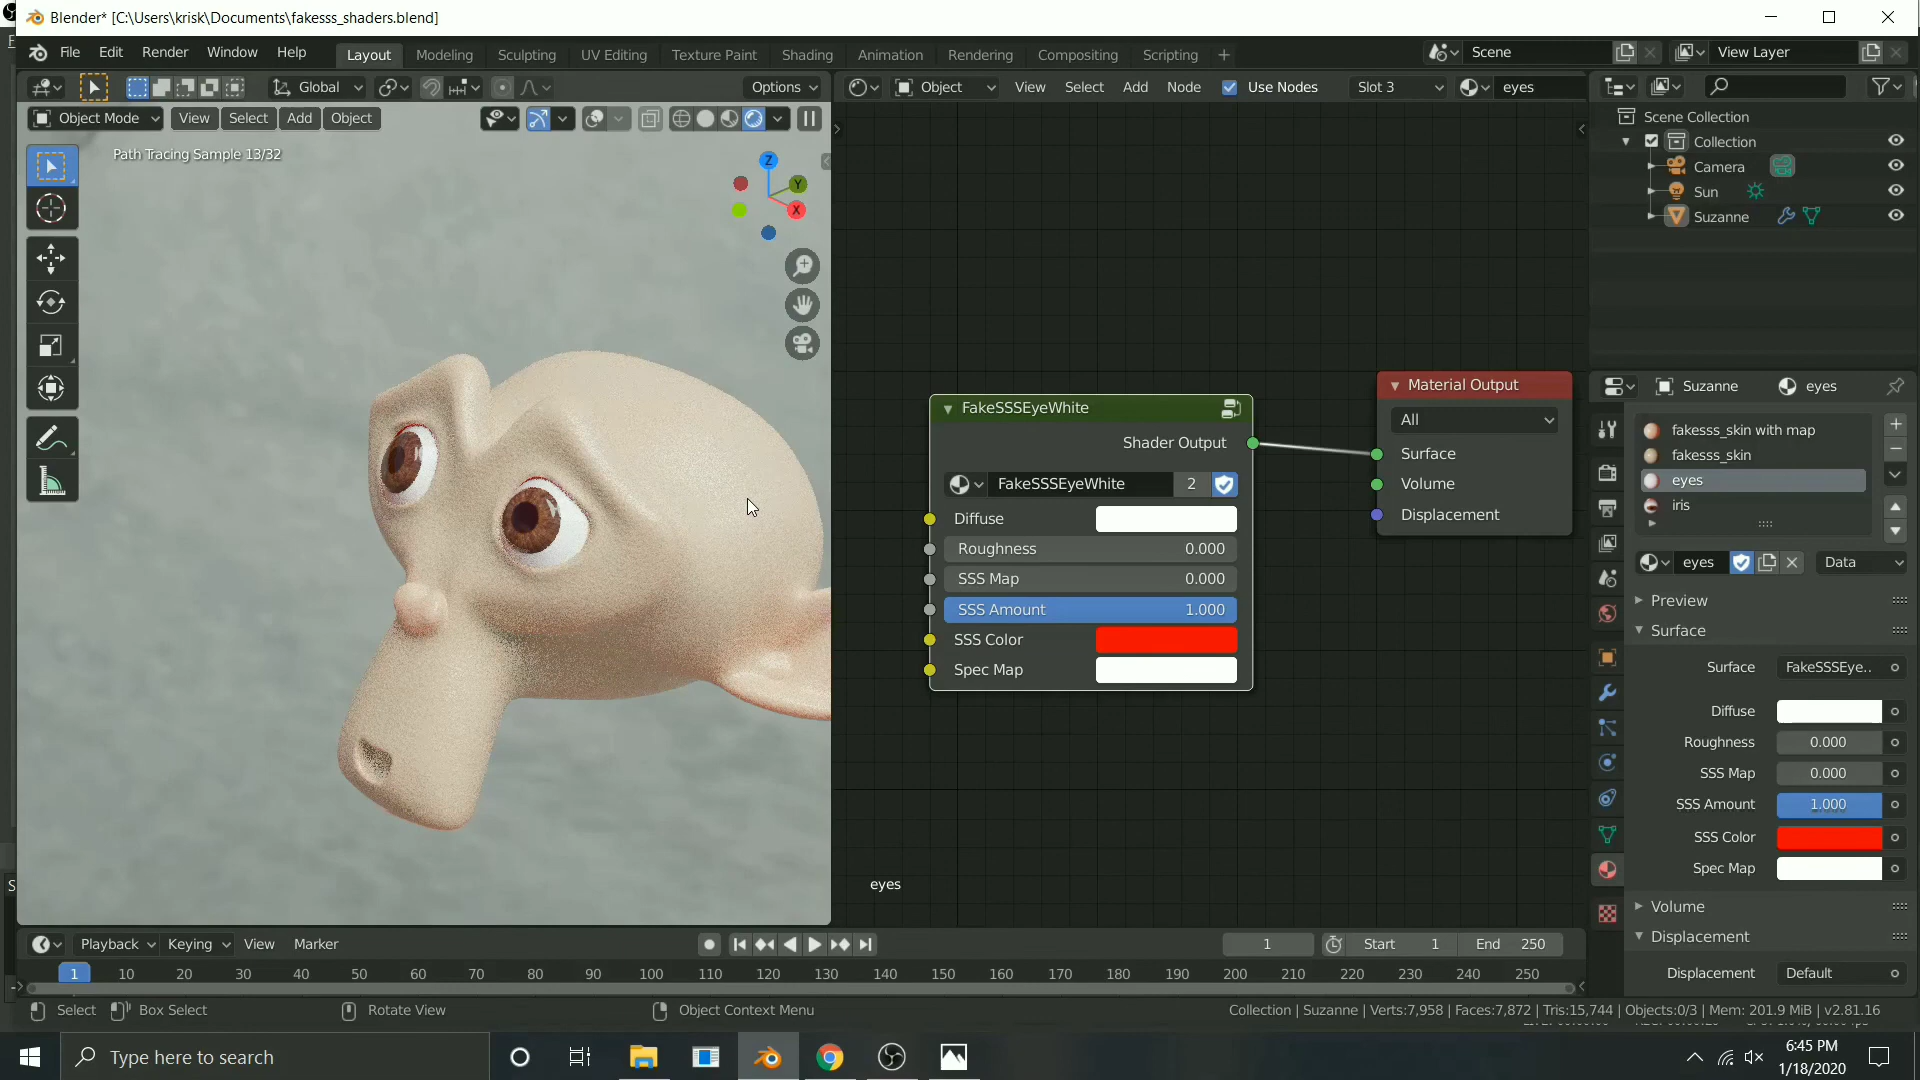 Blender* [C:\Users\krisk\Documents\fakesss_shaders.blend]
File Edit Render Window Help Layout Modeling Sculpting UV Editing Texture Paint Shading Animation Rendering Compositing Scripting + Scene View Layer
Global Options Object View Select Add Node Use Nodes Slot 3 eyes
Object Mode View Select Add Object
Path Tracing Sample 13/32
Z
Y
X
Scene Collection
Collection
Camera
Sun
Suzanne
FakeSSSEyeWhite
Shader Output
FakeSSSEyeWhite 2
Diffuse
Roughness 0.000
SSS Map 0.000
SSS Amount 1.000
SSS Color
Spec Map
Material Output
All
Surface
Volume
Displacement
eyes
Suzanne eyes
fakesss_skin with map
fakesss_skin
eyes
iris
eyes Data
Preview
Surface
Surface FakeSSSEye..
Diffuse
Roughness 0.000
SSS Map 0.000
SSS Amount 1.000
SSS Color
Spec Map
Volume
Displacement
Displacement Default
Playback Keying View Marker 1 Start 1 End 250
1 10 20 30 40 50 60 70 80 90 100 110 120 130 140 150 160 170 180 190 200 210 220 230 240 250
Select Box Select Rotate View Object Context Menu Collection | Suzanne | Verts:7,958 | Faces:7,872 | Tris:15,744 | Objects:0/3 | Mem: 201.9 MiB | v2.81.16
Type here to search
6:45 PM
1/18/2020